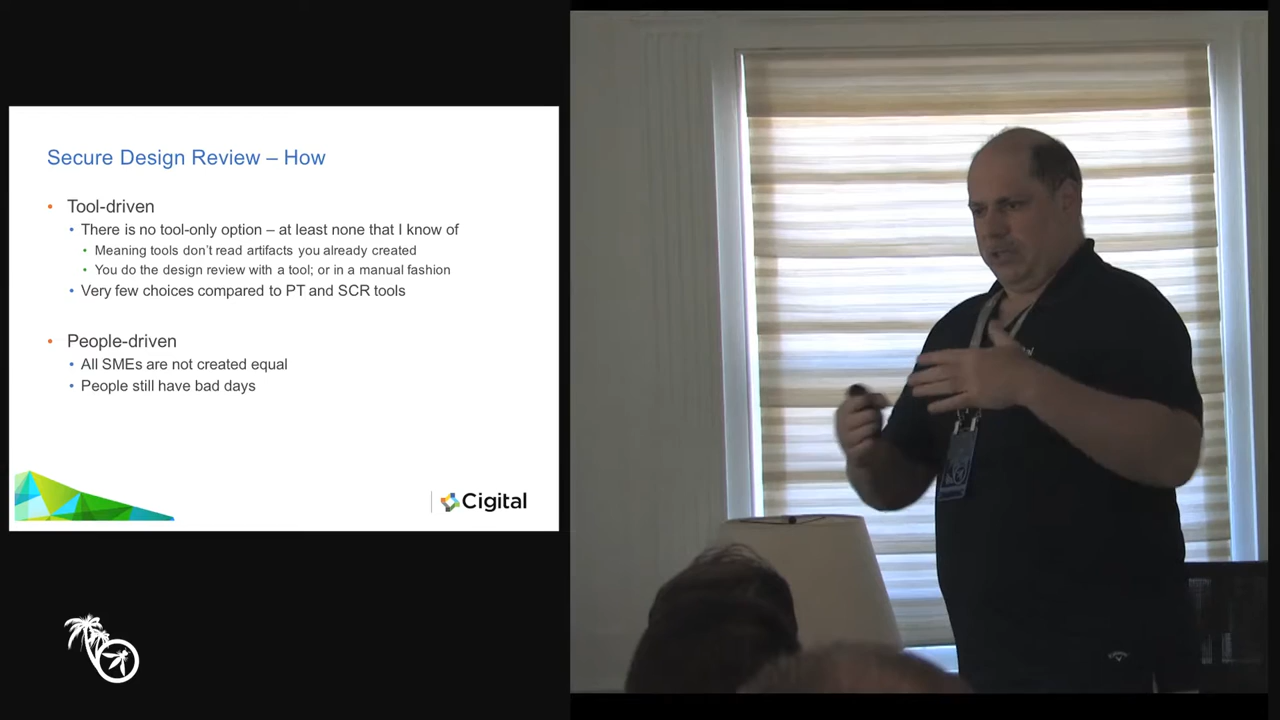 Secure Design Review – How
• Tool-driven
• There is no tool-only option – at least none that I know of
• Meaning tools don't read artifacts you already created
• You do the design review with a tool; or in a manual fashion
• Very few choices compared to PT and SCR tools
• People-driven
• All SMEs are not created equal
• People still have bad days
Cigital